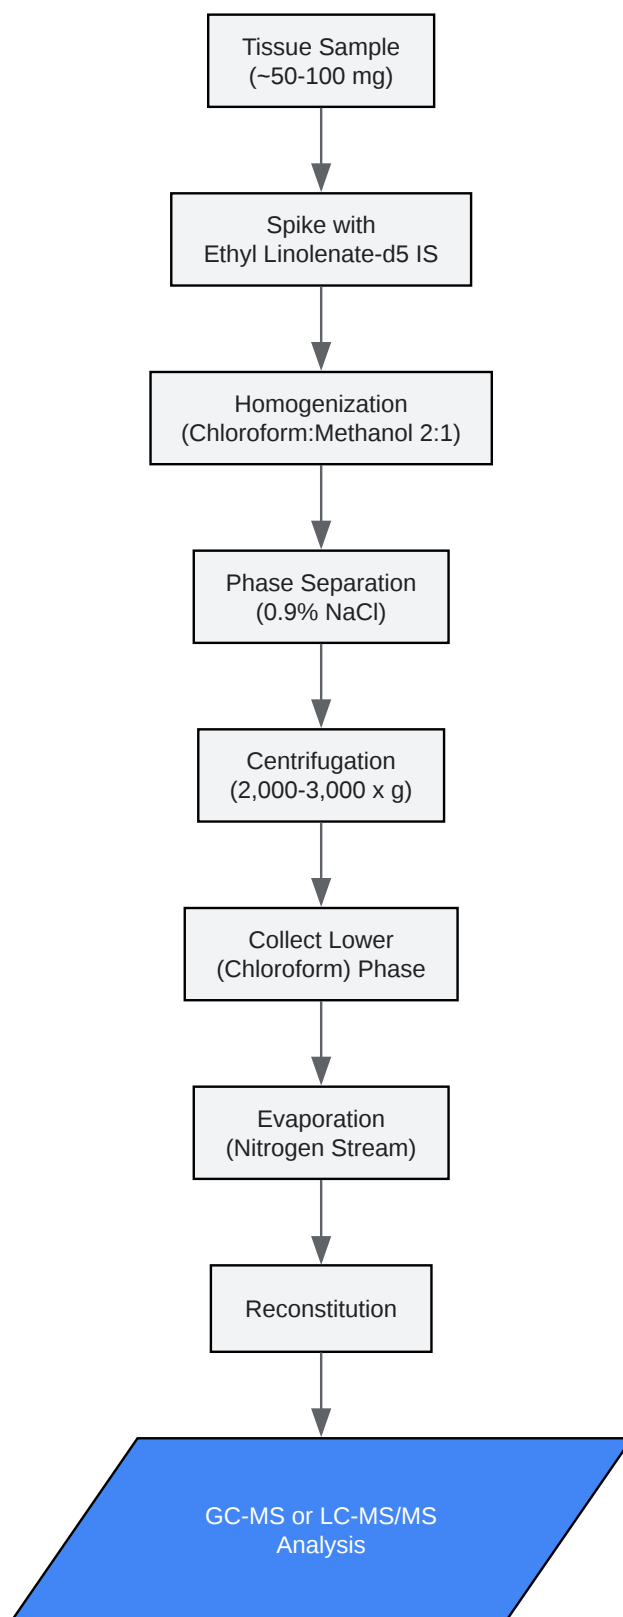 Tissue Sample
(~50-100 mg)
Spike with
Ethyl Linolenate-d5 IS
Homogenization
(Chloroform:Methanol 2:1)
Phase Separation
(0.9% NaCl)
Centrifugation
(2,000-3,000 x g)
Collect Lower
(Chloroform) Phase
Evaporation
(Nitrogen Stream)
Reconstitution
GC-MS or LC-MS/MS
Analysis